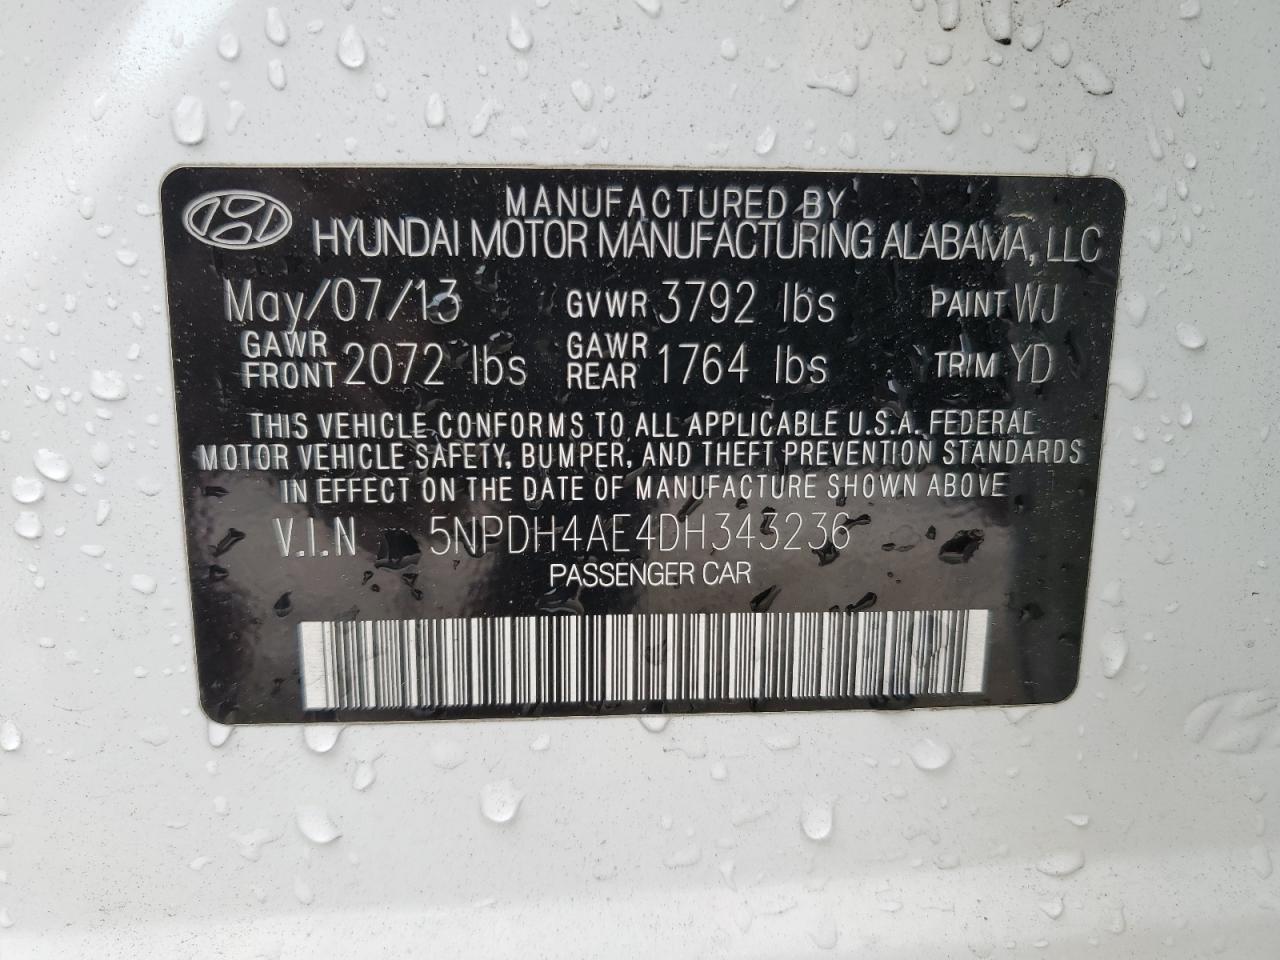 MANUFACTURED BY
HYUNDAI MOTOR MANUFACTURING ALABAMA, LLC
May/07/13 GVWR 3792 lbs PAINT WJ
GAWR FRONT 2072 lbs GAWR REAR 1764 lbs TRIM YD
THIS VEHICLE CONFORMS TO ALL APPLICABLE U.S.A. FEDERAL
MOTOR VEHICLE SAFETY, BUMPER, AND THEFT PREVENTION STANDARDS
IN EFFECT ON THE DATE OF MANUFACTURE SHOWN ABOVE
V.I.N 5NPDH4AE4DH343236
PASSENGER CAR